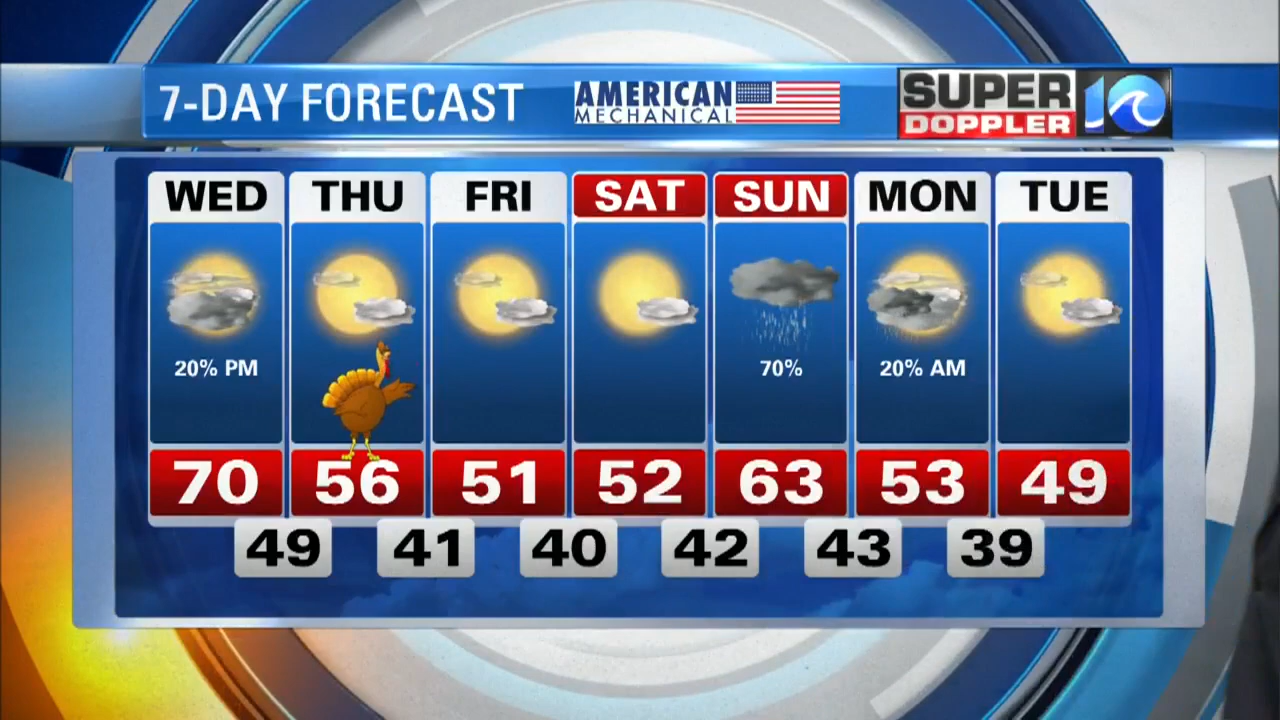 7-DAY FORECAST
AMERICAN
MECHANICAL
SUPER
DOPPLER
10
WED THU FRI SAT SUN MON TUE
20% PM 70% 20% AM
70 56 51 52 63 53 49
49 41 40 42 43 39